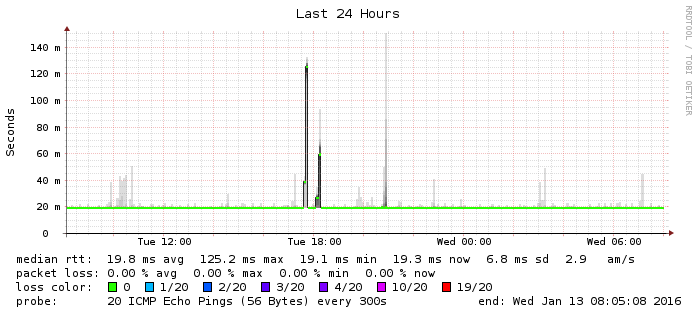 Last 24 Hours
RRDTOOL / TOBI OETIKER
Seconds
140 m
120 m
100 m
80 m
60 m
40 m
20 m
0
Tue 12:00 Tue 18:00 Wed 00:00 Wed 06:00
median rtt: 19.8 ms avg 125.2 ms max 19.1 ms min 19.3 ms now 6.8 ms sd 2.9 am/s
packet loss: 0.00 % avg 0.00 % max 0.00 % min 0.00 % now
loss color: 0 1/20 2/20 3/20 4/20 10/20 19/20
probe: 20 ICMP Echo Pings (56 Bytes) every 300s end: Wed Jan 13 08:05:08 2016